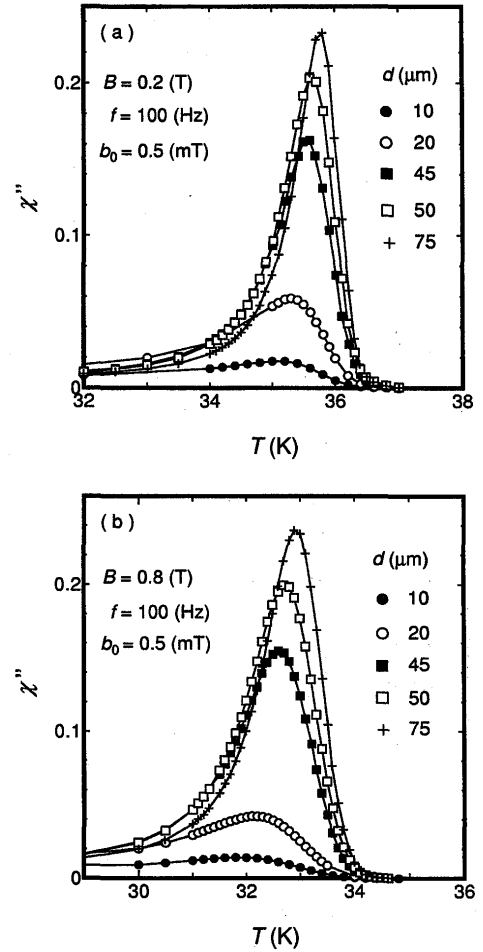 (a)
B = 0.2 (T)
f = 100 (Hz)
b₀ = 0.5 (mT)
d (μm)
● 10
○ 20
■ 45
□ 50
+ 75
χ"
0.2
0.1
0
32 34 36 38
T (K)
(b)
B = 0.8 (T)
f = 100 (Hz)
b₀ = 0.5 (mT)
d (μm)
● 10
○ 20
■ 45
□ 50
+ 75
χ"
0.2
0.1
0
30 32 34 36
T (K)